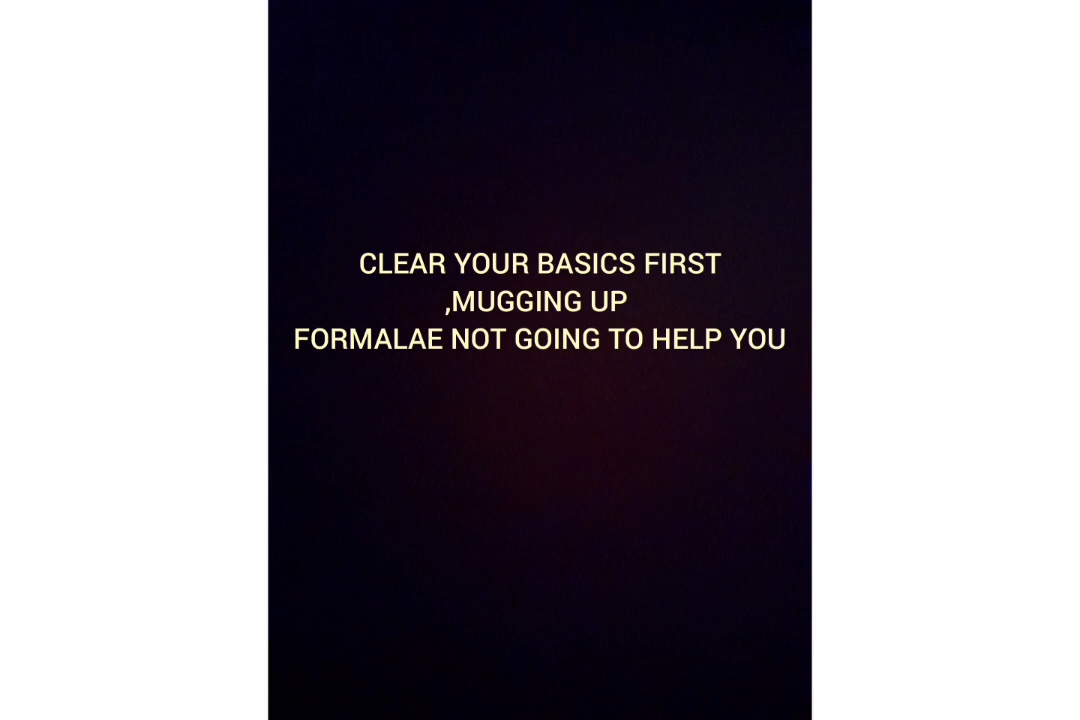 CLEAR YOUR BASICS FIRST
,MUGGING UP
FORMALAE NOT GOING TO HELP YOU